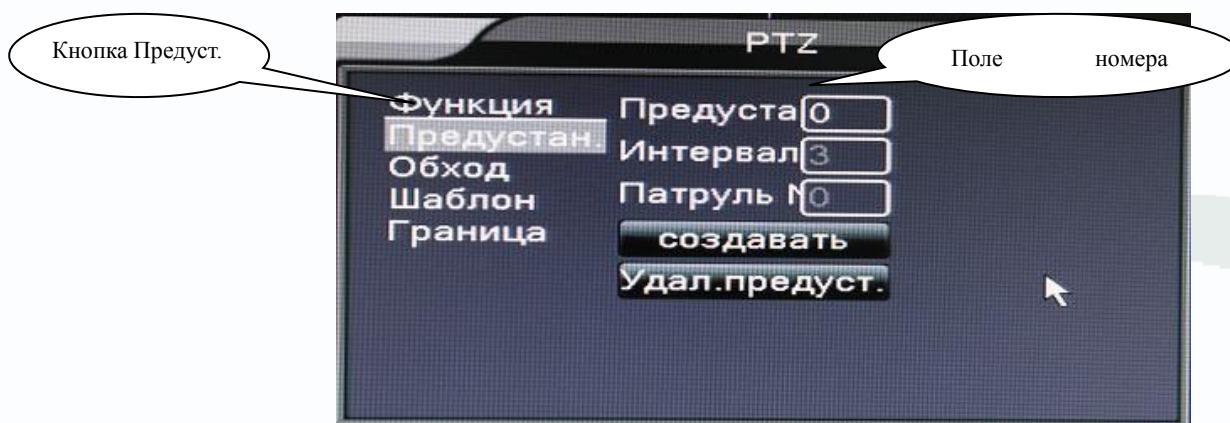 Кнопка Предуст.
Поле номера
PTZ
Функция
Предустан.
Обход
Шаблон
Граница
Предуста 0
Интервал 3
Патруль 0
создавать
Удал.предуст.